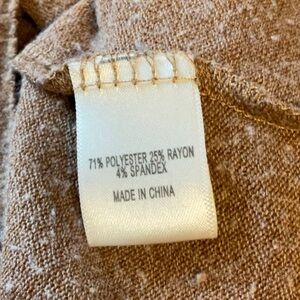 71% POLYESTER 25% RAYON
4% SPANDEX
MADE IN CHINA